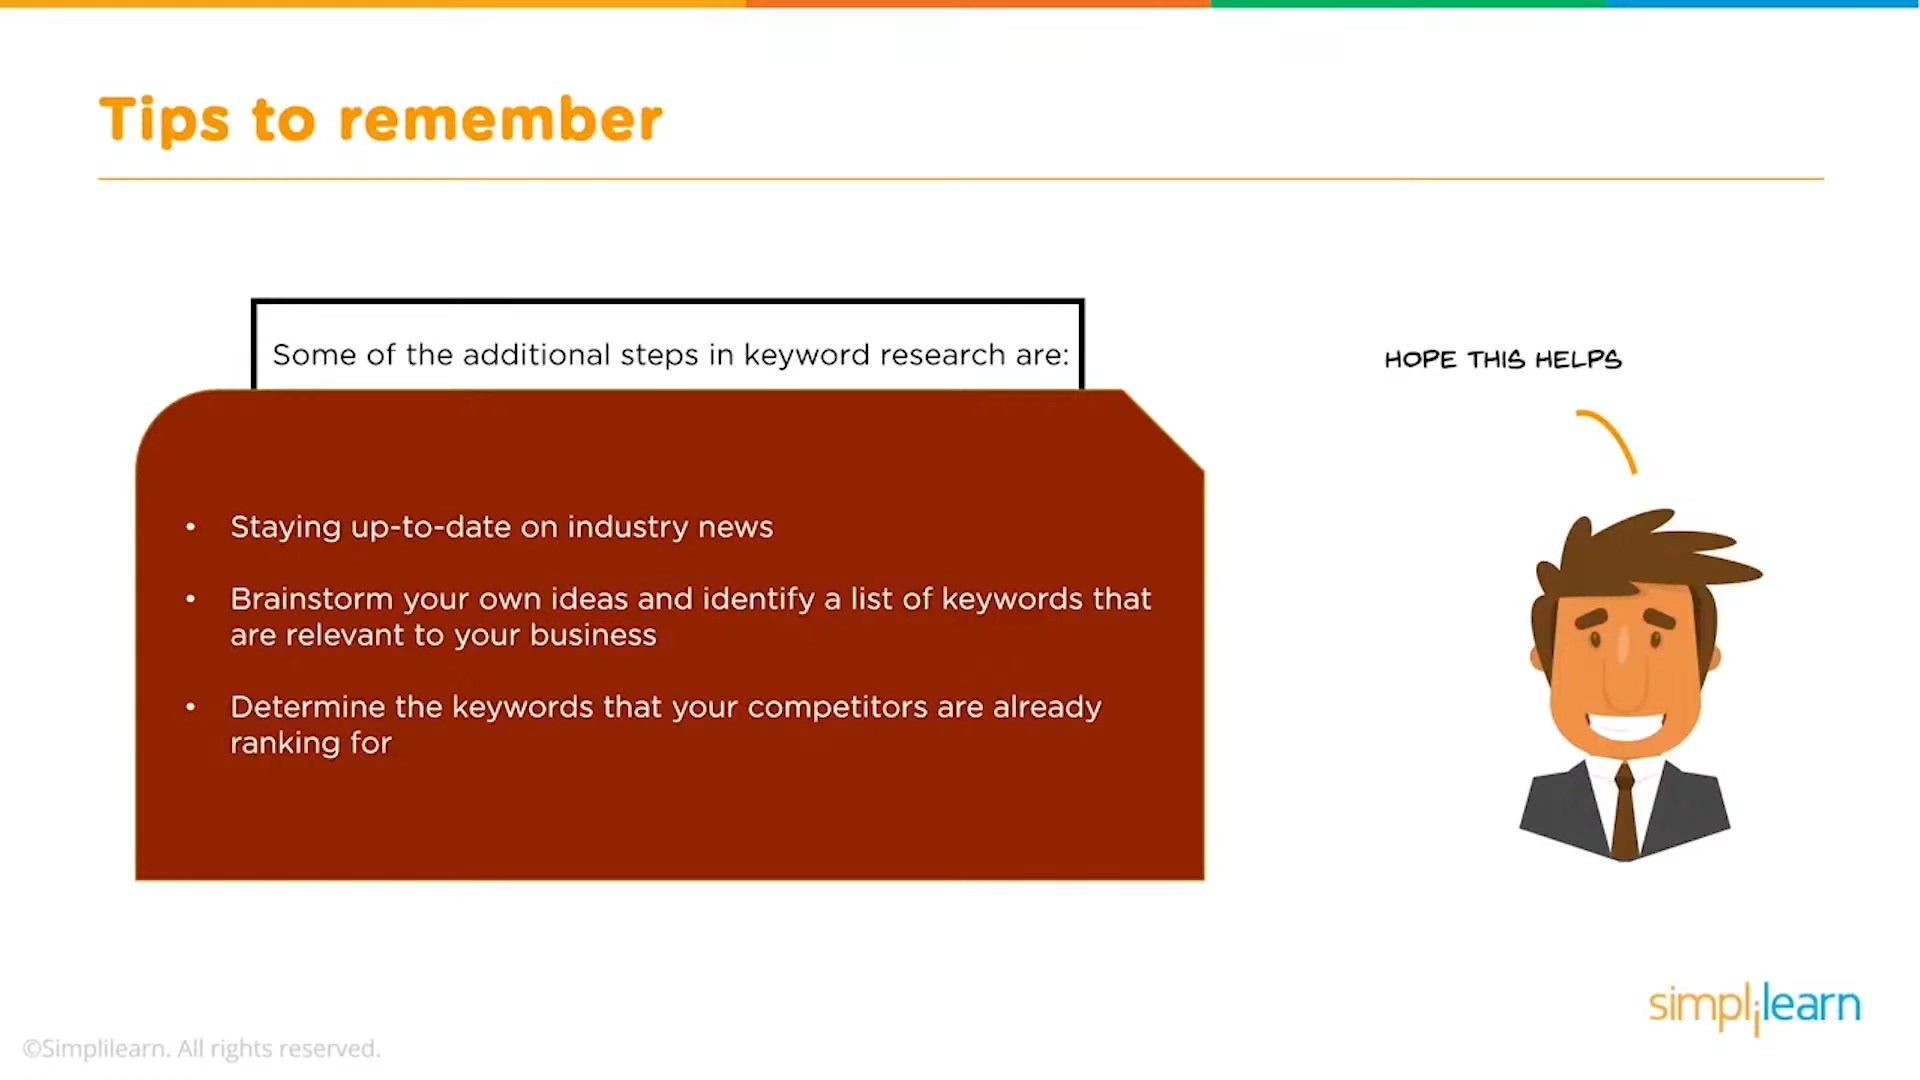 Tips to remember
Some of the additional steps in keyword research are:
HOPE THIS HELPS
• Staying up-to-date on industry news
• Brainstorm your own ideas and identify a list of keywords that
are relevant to your business
• Determine the keywords that your competitors are already
ranking for
simplilearn
©Simplilearn. All rights reserved.